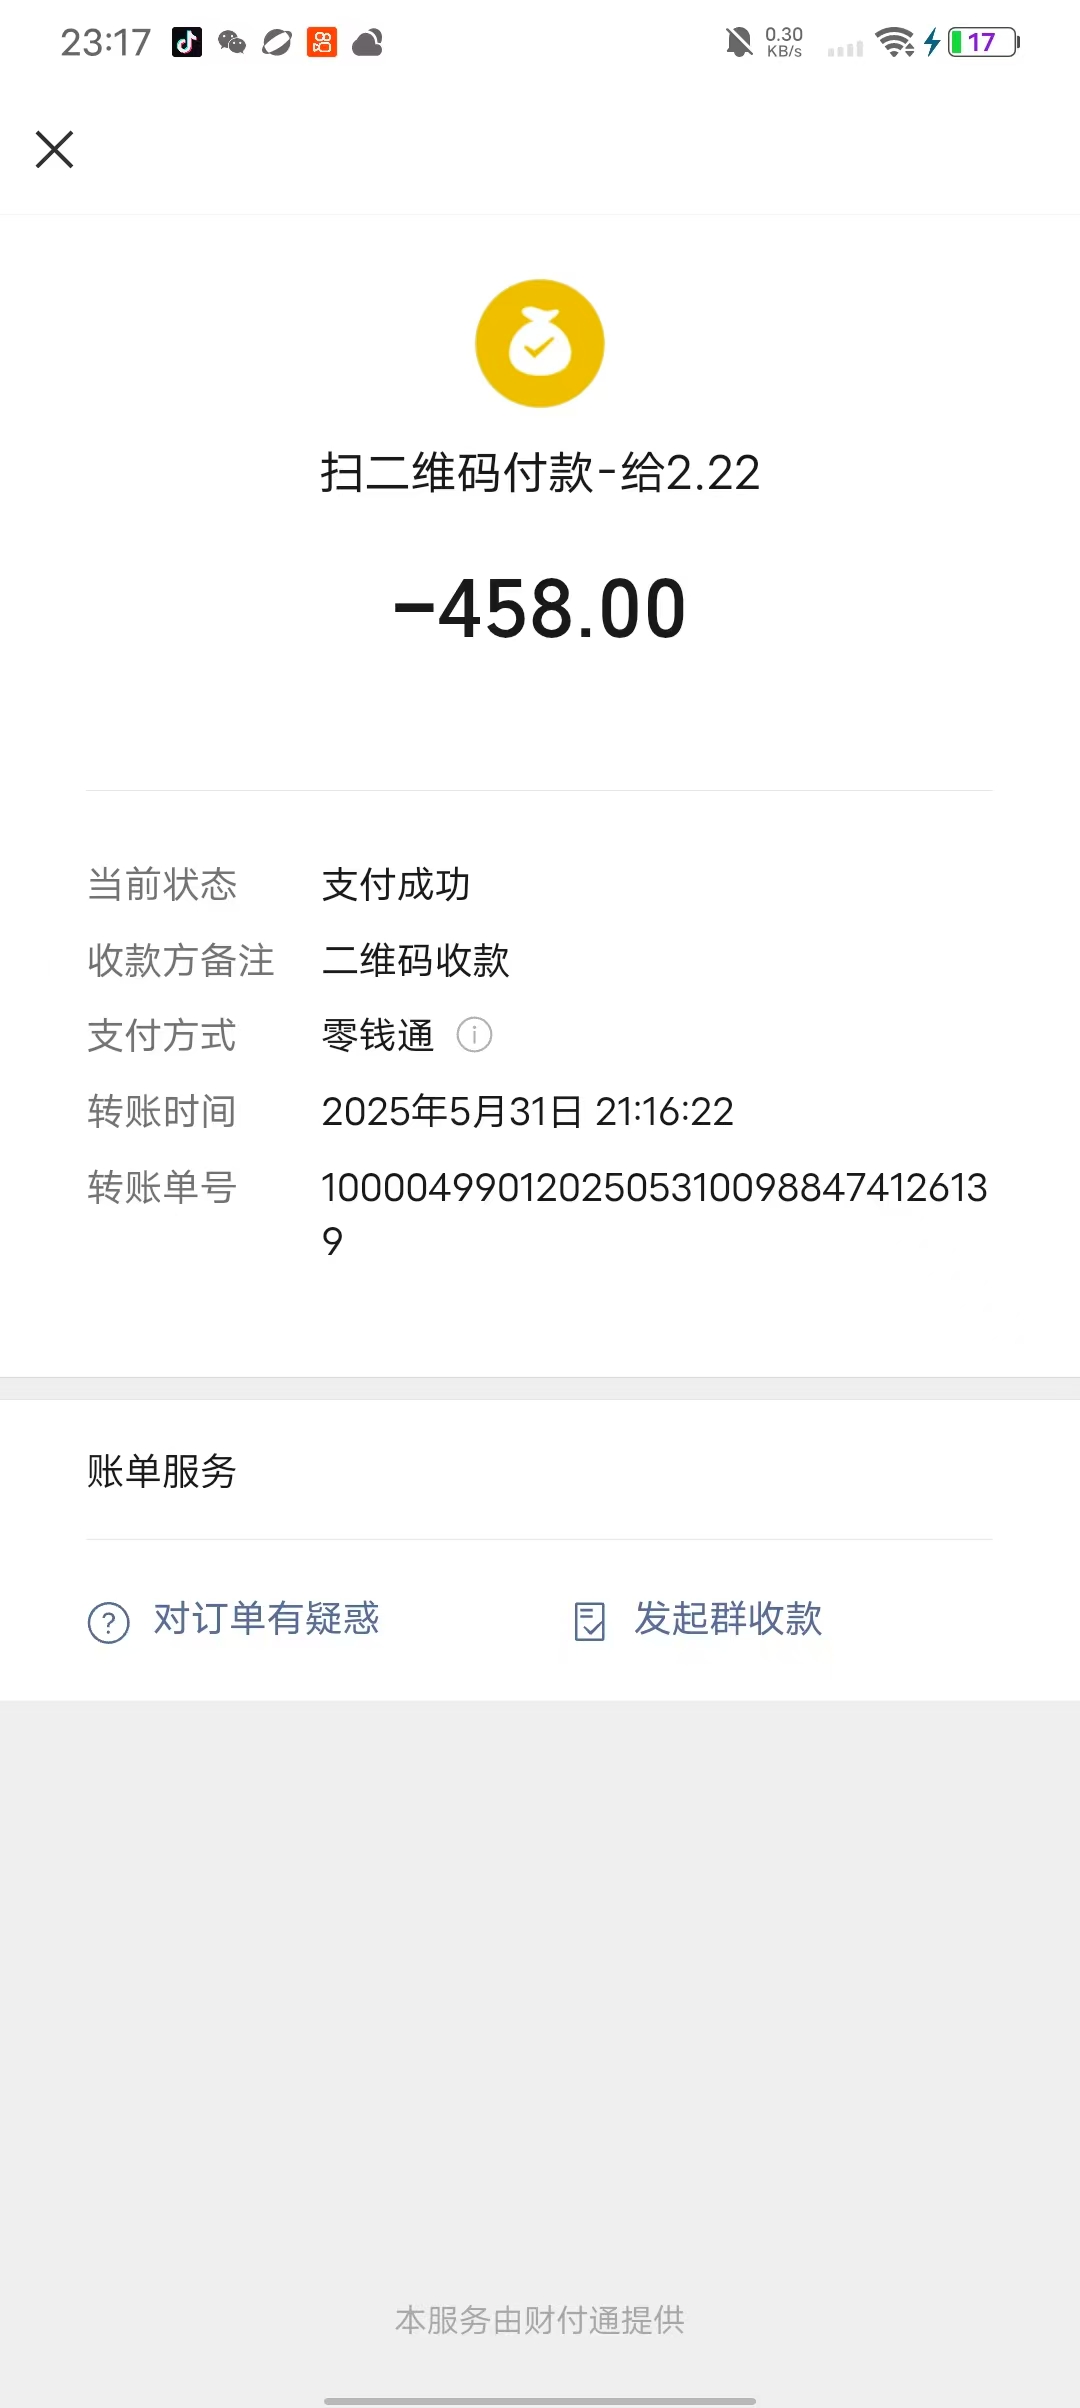 23:17
0.30
KB/s
17
扫二维码付款-给2.22
-458.00
当前状态 支付成功
收款方备注 二维码收款
支付方式 零钱通
转账时间 2025年5月31日 21:16:22
转账单号 1000049901202505310098847412613
9
账单服务
对订单有疑惑 发起群收款
本服务由财付通提供